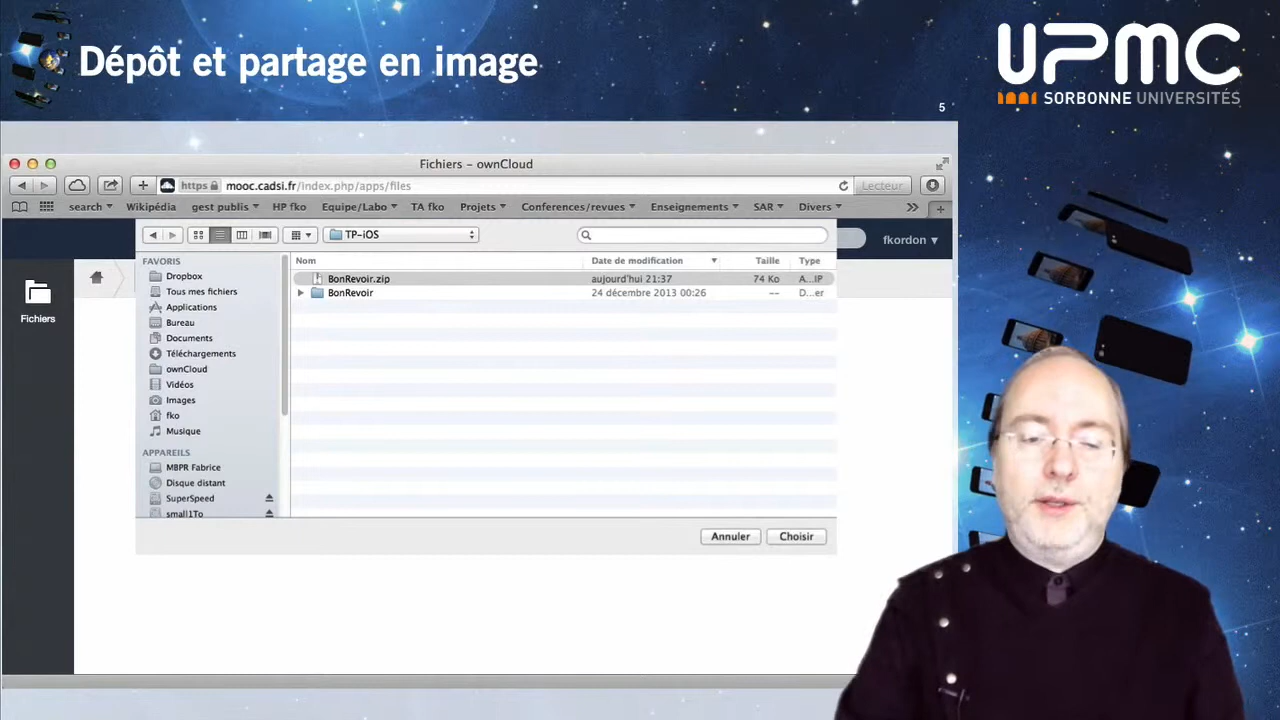 Dépôt et partage en image
UPMC
SORBONNE UNIVERSITÉS
5
Fichiers – ownCloud
https mooc.cadsi.fr/index.php/apps/files Lecteur
search Wikipédia gest publis HP fko Equipe/Labo TA fko Projets Conferences/revues Enseignements SAR Divers
TP-iOS
fkordon
FAVORIS
Dropbox
Tous mes fichiers
Applications
Bureau
Documents
Téléchargements
ownCloud
Vidéos
Images
fko
Musique
APPAREILS
MBPR Fabrice
Disque distant
SuperSpeed
small1To
Nom Date de modification Taille Type
BonRevoir.zip aujourd'hui 21:37 74 Ko A...IP
BonRevoir 24 décembre 2013 00:26 -- D...er
Fichiers
Annuler Choisir